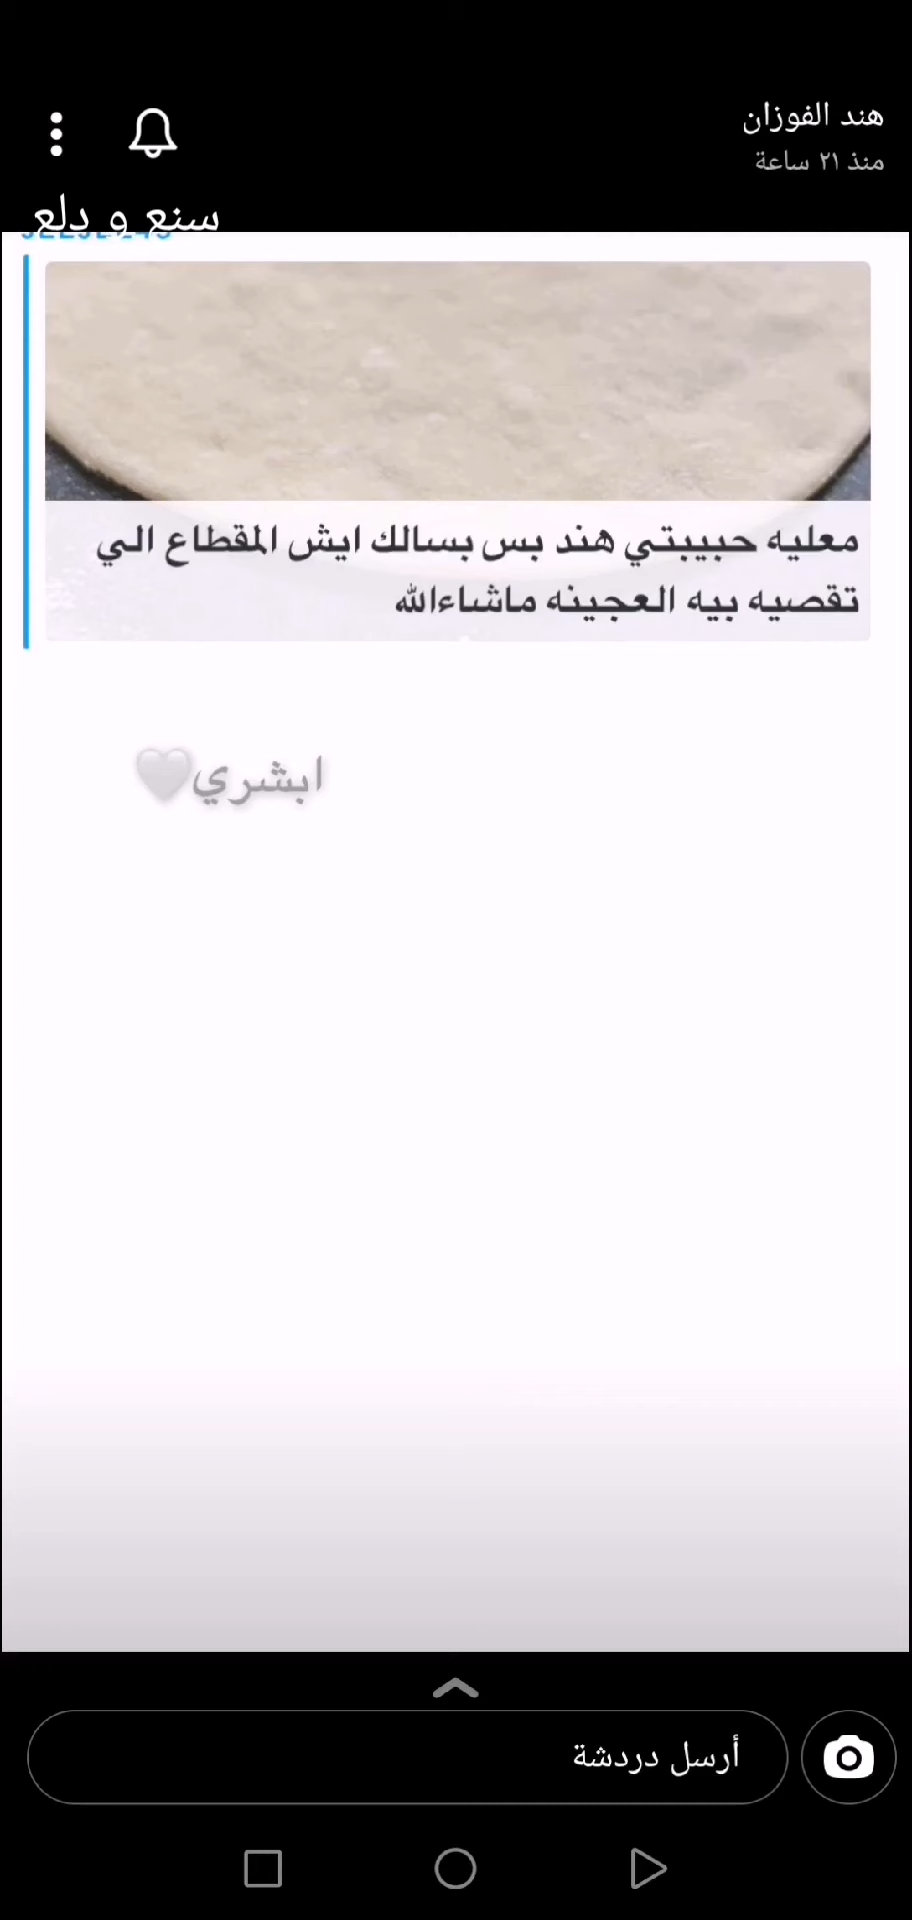 هند الفوزان
منذ ٢١ ساعة
سنع و دلع
معليه حبيبتي هند بس بسالك ايش المقطاع الي
تقصيه بيه العجينه ماشاءالله
ابشري🤍
أرسل دردشة